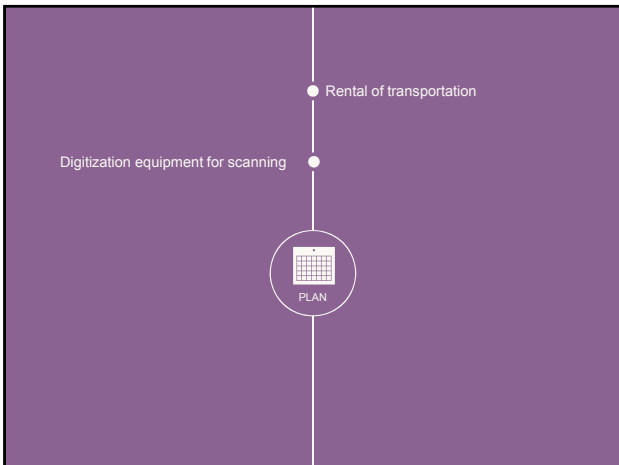 Rental of transportation
Digitization equipment for scanning
PLAN